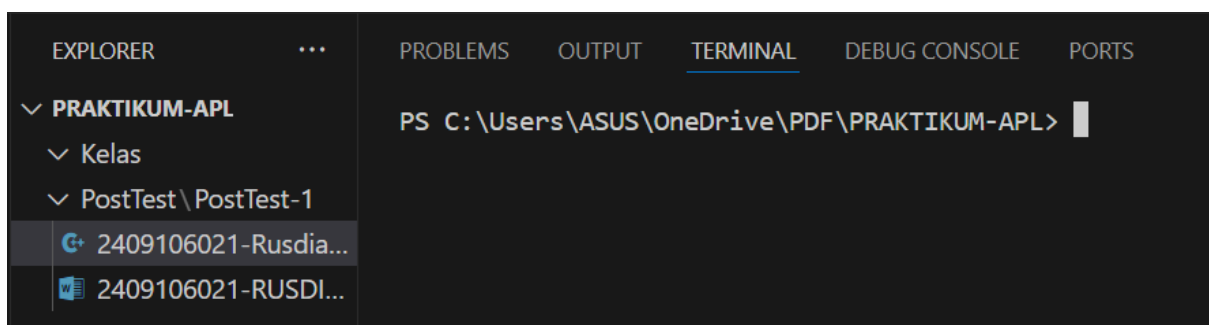 EXPLORER ...
PRAKTIKUM-APL
Kelas
PostTest\PostTest-1
2409106021-Rusdia...
2409106021-RUSDI...
PROBLEMS OUTPUT TERMINAL DEBUG CONSOLE PORTS
PS C:\Users\ASUS\OneDrive\PDF\PRAKTIKUM-APL>